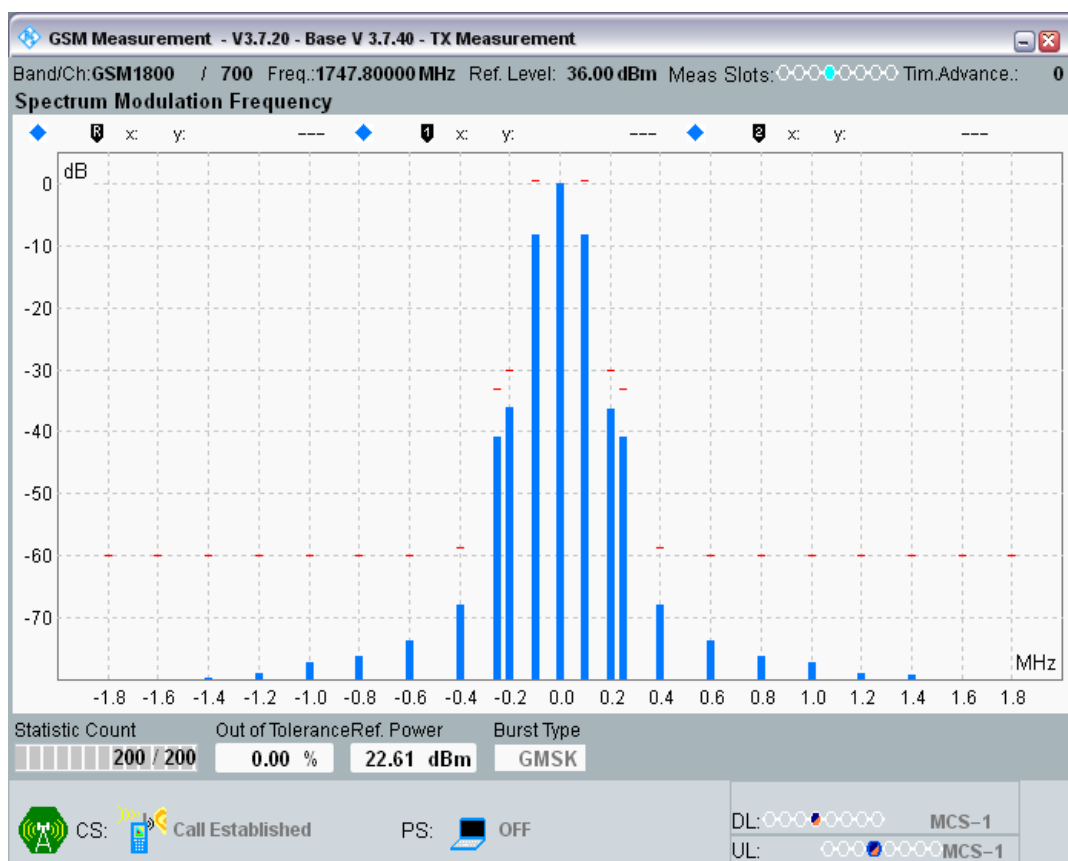 GSM Measurement - V3.7.20 - Base V 3.7.40 - TX Measurement
Band/Ch:GSM1800 / 700 Freq.:1747.80000 MHz Ref. Level: 36.00 dBm Meas Slots: Tim.Advance.: 0
Spectrum Modulation Frequency
R x: y: --- 1 x: y: --- 2 x: y: ---
dB
0
-10
-20
-30
-40
-50
-60
-70
MHz
-1.8 -1.6 -1.4 -1.2 -1.0 -0.8 -0.6 -0.4 -0.2 0.0 0.2 0.4 0.6 0.8 1.0 1.2 1.4 1.6 1.8
Statistic Count Out of Tolerance Ref. Power Burst Type
200 / 200 0.00 % 22.61 dBm GMSK
CS: Call Established PS: OFF
DL: MCS-1
UL: MCS-1